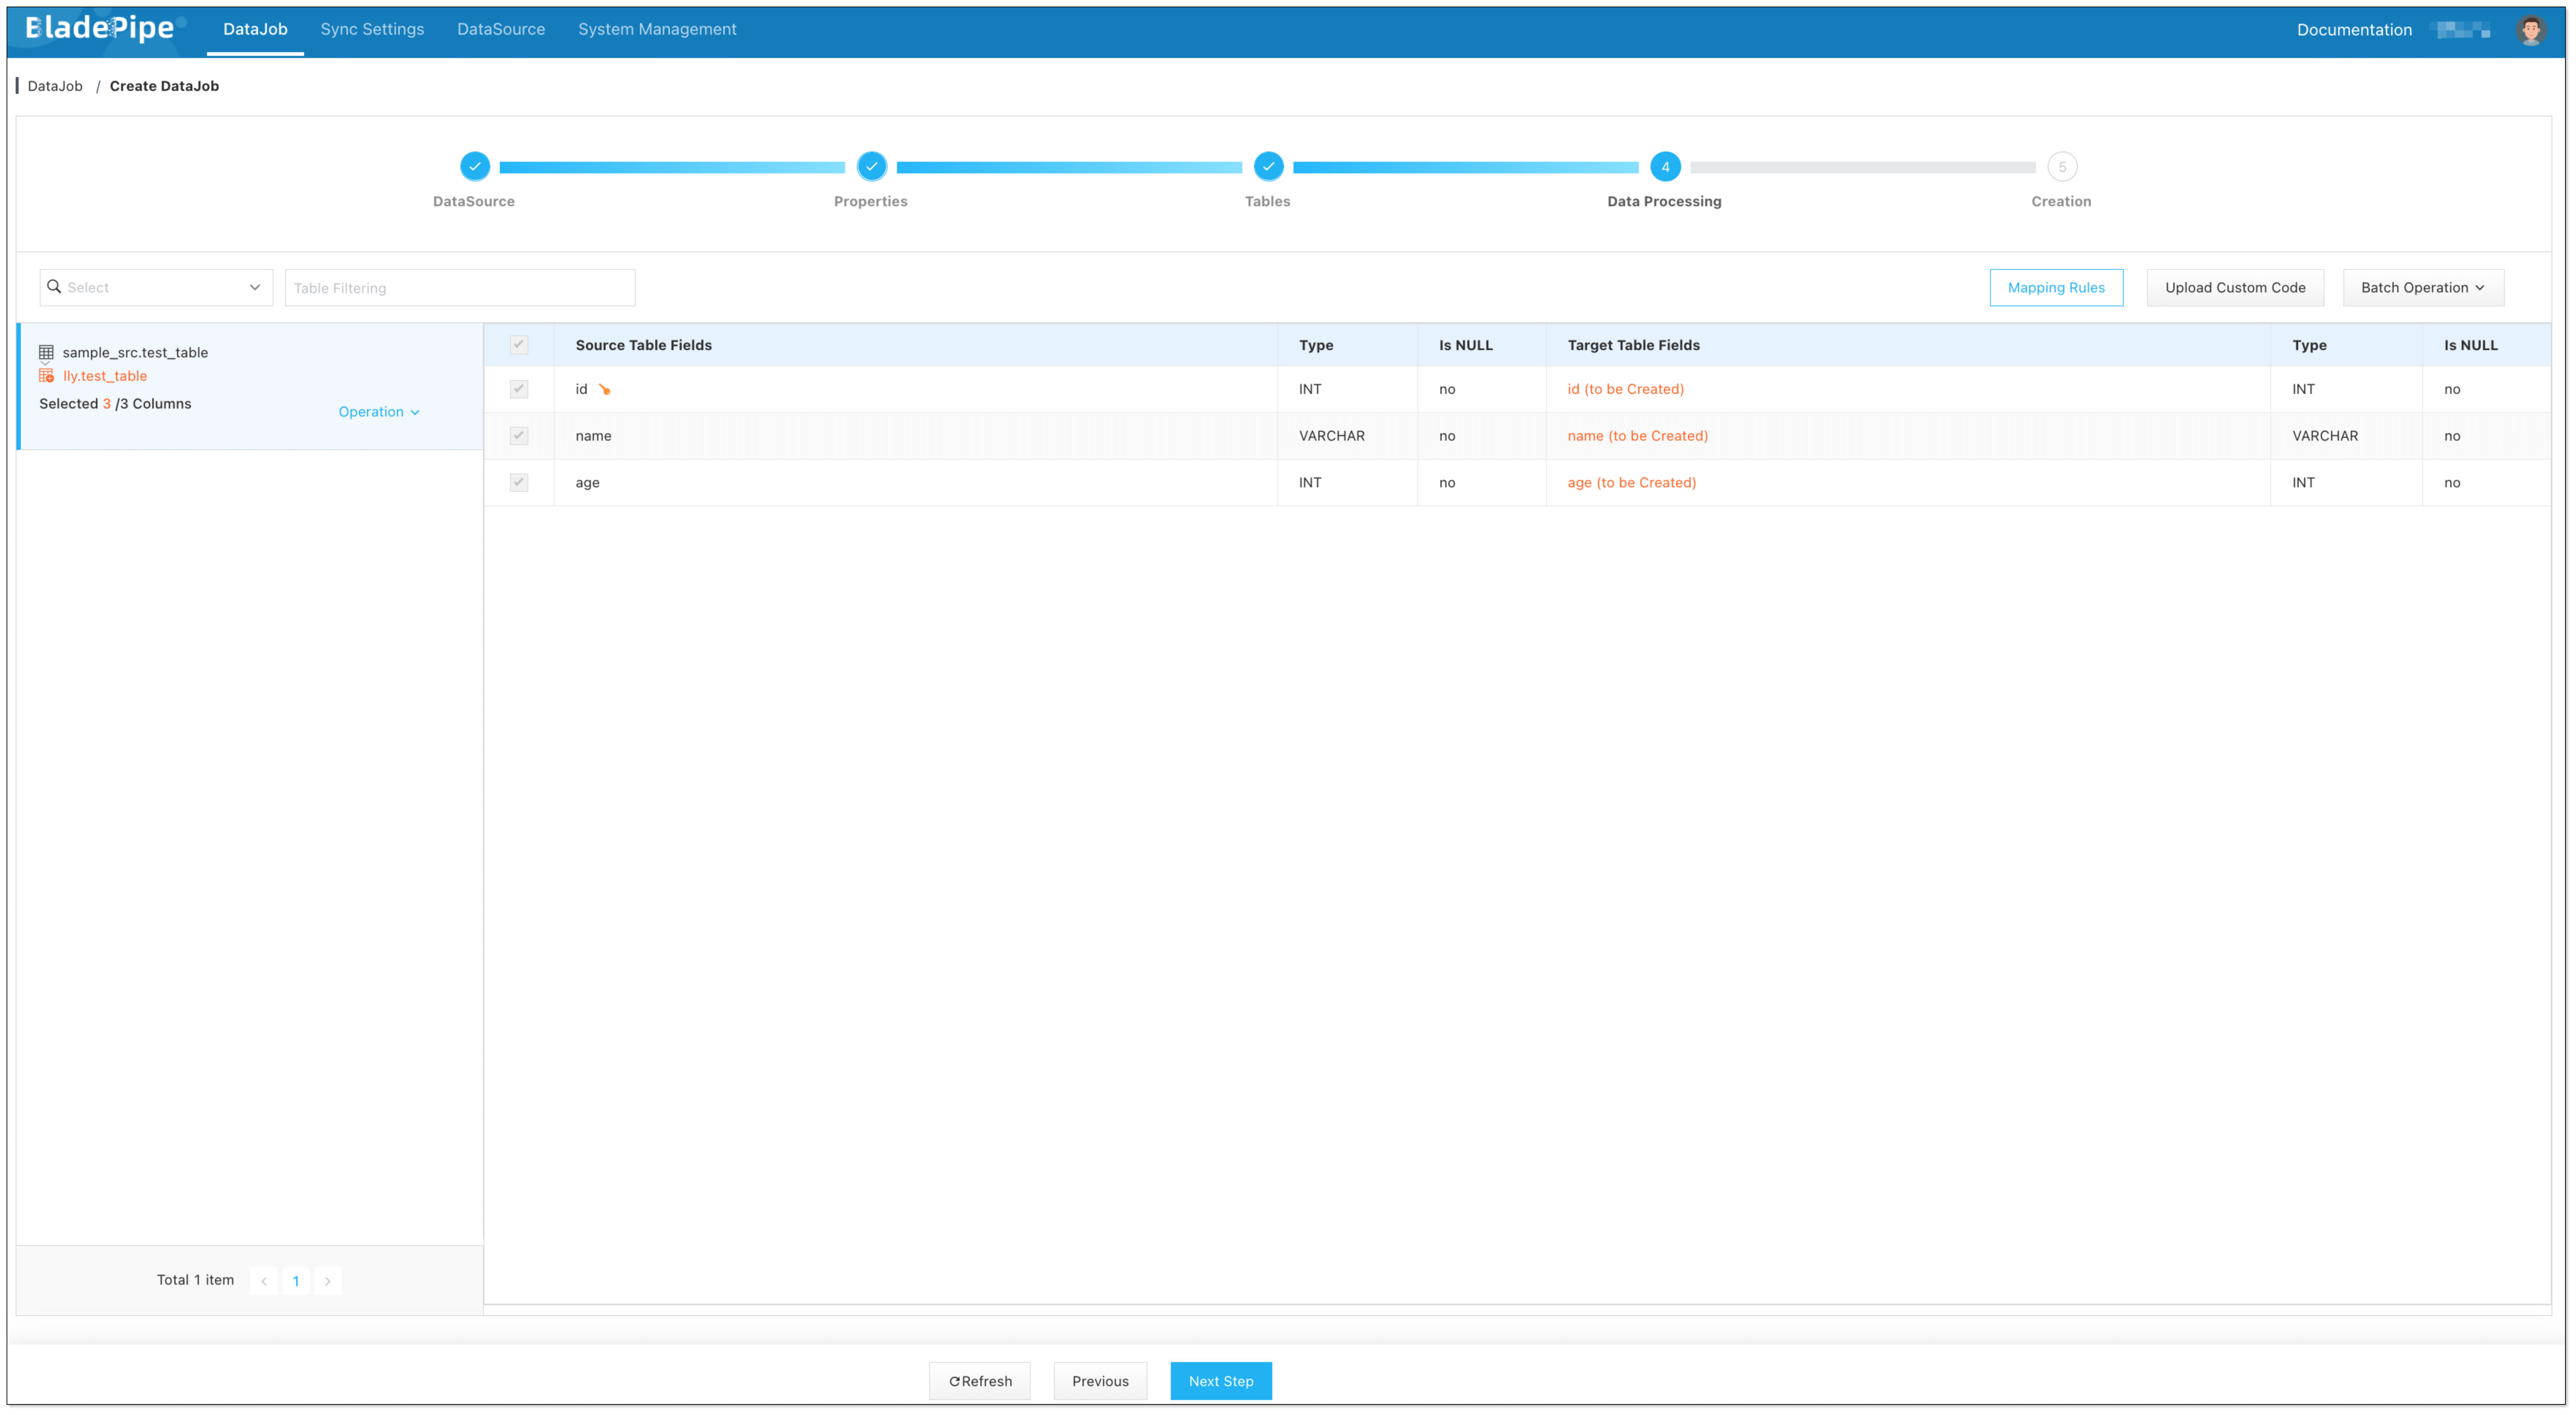 BladePipe DataJob Sync Settings DataSource System Management Documentation
DataJob / Create DataJob
4 5
DataSource Properties Tables Data Processing Creation
Select Table Filtering Mapping Rules Upload Custom Code Batch Operation
sample_src.test_table
lly.test_table
Selected 3 /3 Columns
Operation
Source Table Fields Type Is NULL Target Table Fields Type Is NULL
id INT no id (to be Created) INT no
name VARCHAR no name (to be Created) VARCHAR no
age INT no age (to be Created) INT no
Total 1 item < 1 >
Refresh Previous Next Step